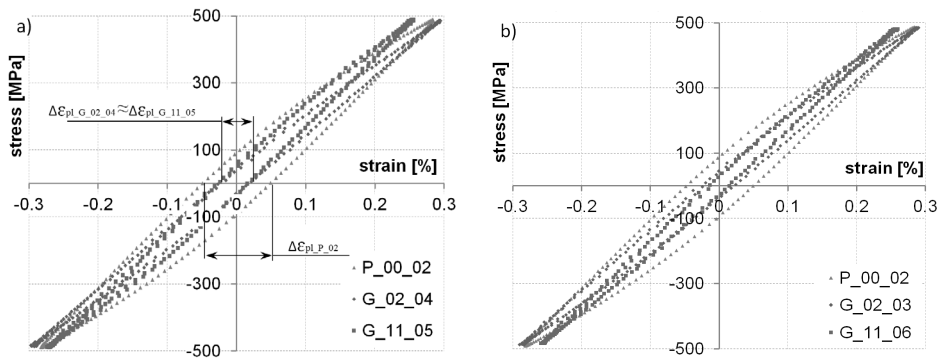 a)
stress [MPa]
500
300
100
-100
-300
-500
-0.3 -0.2 -0.1 0 0.1 0.2 0.3
strain [%]
Δεpl_G_02_04≈Δεpl_G_11_05
Δεpl_P_02
P_00_02
G_02_04
G_11_05
b)
stress [MPa]
500
300
100
-100
-300
-500
-0.3 -0.2 -0.1 0 0.1 0.2 0.3
strain [%]
P_00_02
G_02_03
G_11_06